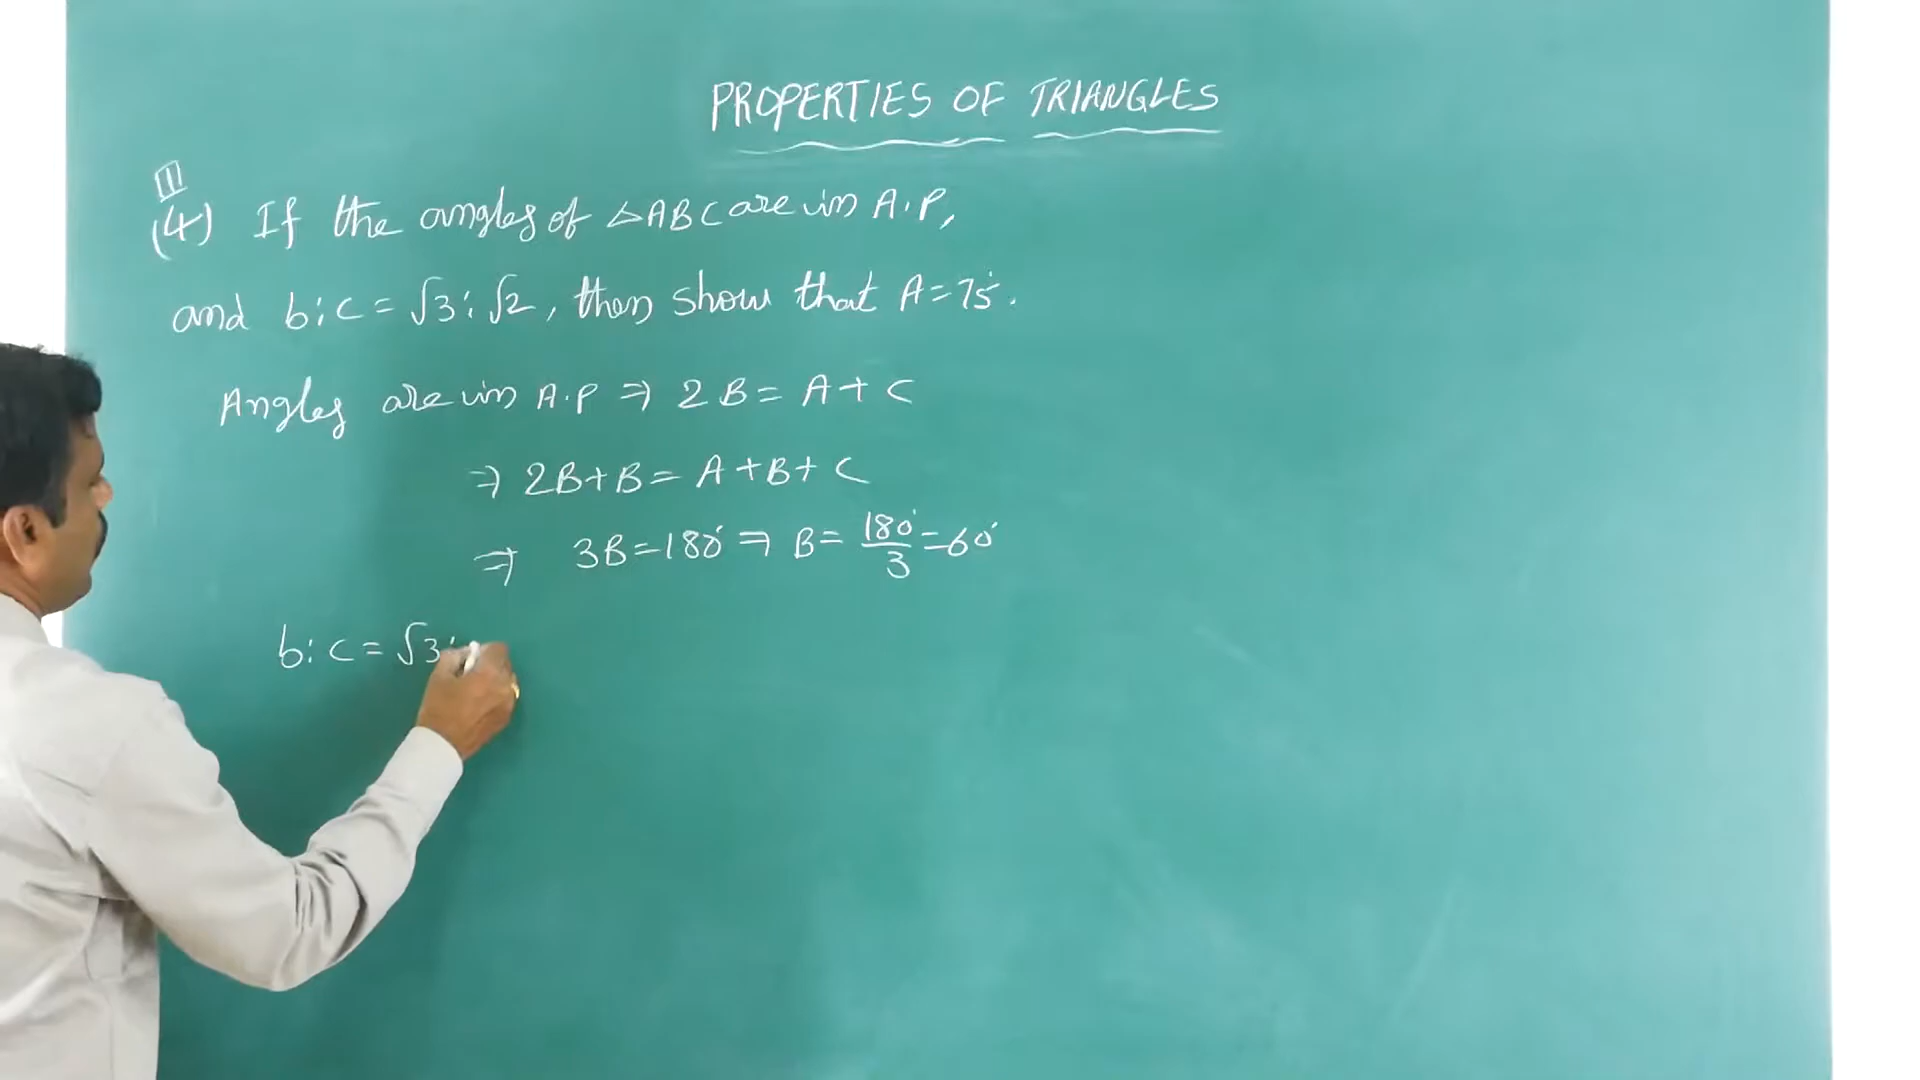 PROPERTIES OF TRIANGLES
III
(4) If the angles of △ABC are in A.P,
and b:c = √3:√2, then show that A=75°.
Angles are in A.P ⇒ 2B = A + C
⇒ 2B+B = A+B+C
⇒ 3B=180° ⇒ B = 180°/3 = 60°
b:c = √3: